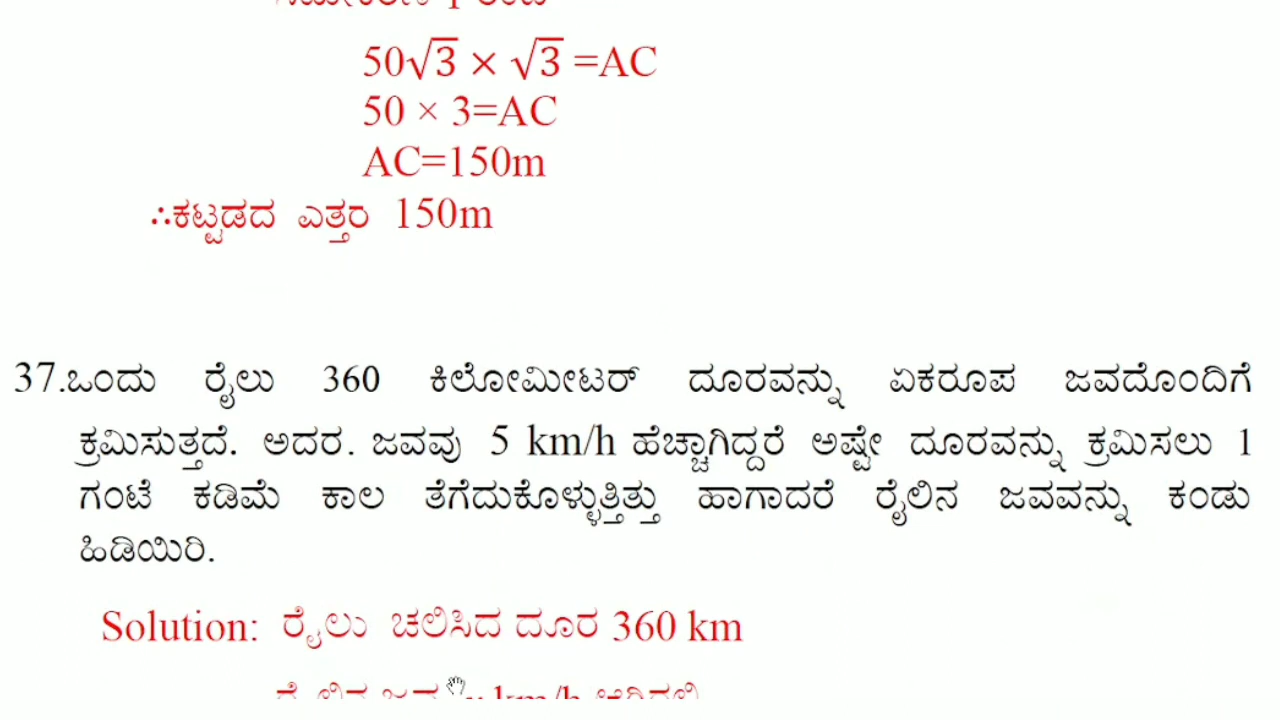 50√3 × √3 =AC
50 × 3=AC
AC=150m
∴ಕಟ್ಟಡದ ಎತ್ತರ 150m
37.ಒಂದು ರೈಲು 360 ಕಿಲೋಮೀಟರ್ ದೂರವನ್ನು ಏಕರೂಪ ಜವದೊಂದಿಗೆ
ಕ್ರಮಿಸುತ್ತದೆ. ಅದರ. ಜವವು 5 km/h ಹೆಚ್ಚಾಗಿದ್ದರೆ ಅಷ್ಟೇ ದೂರವನ್ನು ಕ್ರಮಿಸಲು 1
ಗಂಟೆ ಕಡಿಮೆ ಕಾಲ ತೆಗೆದುಕೊಳ್ಳುತ್ತಿತ್ತು ಹಾಗಾದರೆ ರೈಲಿನ ಜವವನ್ನು ಕಂಡು
ಹಿಡಿಯಿರಿ.
Solution: ರೈಲು ಚಲಿಸಿದ ದೂರ 360 km